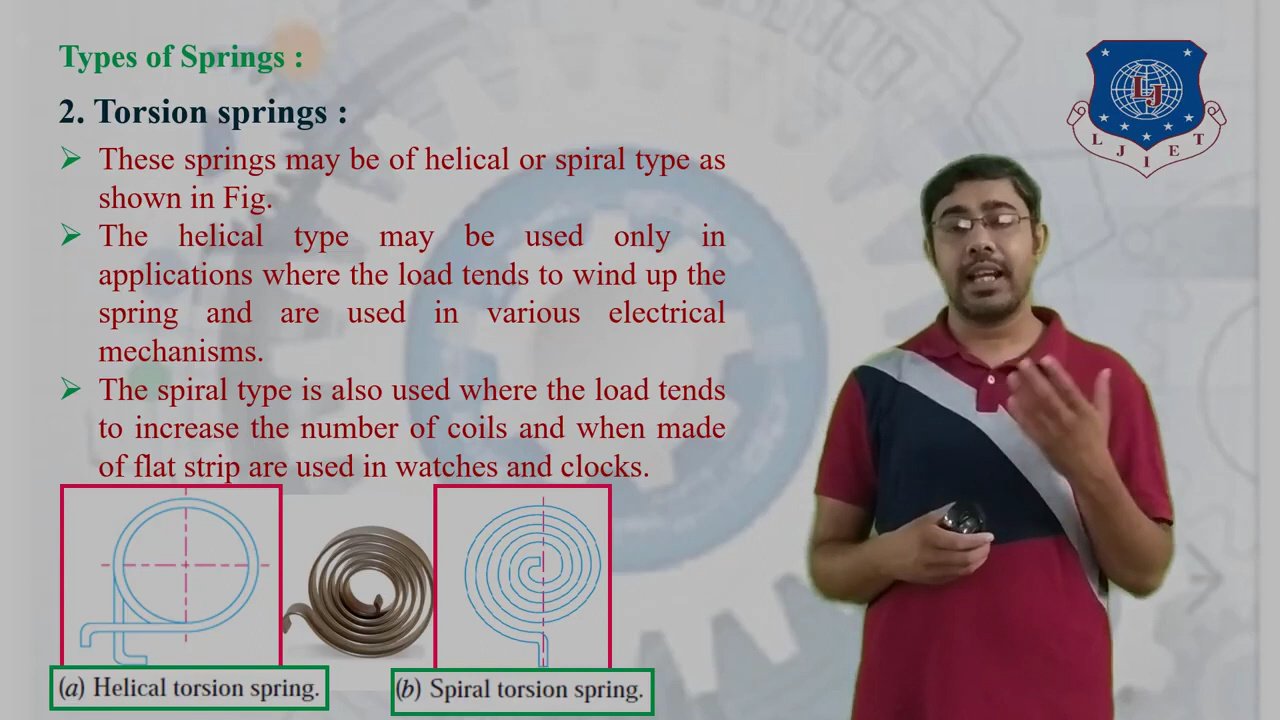 Types of Springs :
2. Torsion springs :
➢ These springs may be of helical or spiral type as
shown in Fig.
➢ The helical type may be used only in
applications where the load tends to wind up the
spring and are used in various electrical
mechanisms.
➢ The spiral type is also used where the load tends
to increase the number of coils and when made
of flat strip are used in watches and clocks.
(a) Helical torsion spring.
(b) Spiral torsion spring.
LJ
L J I E T